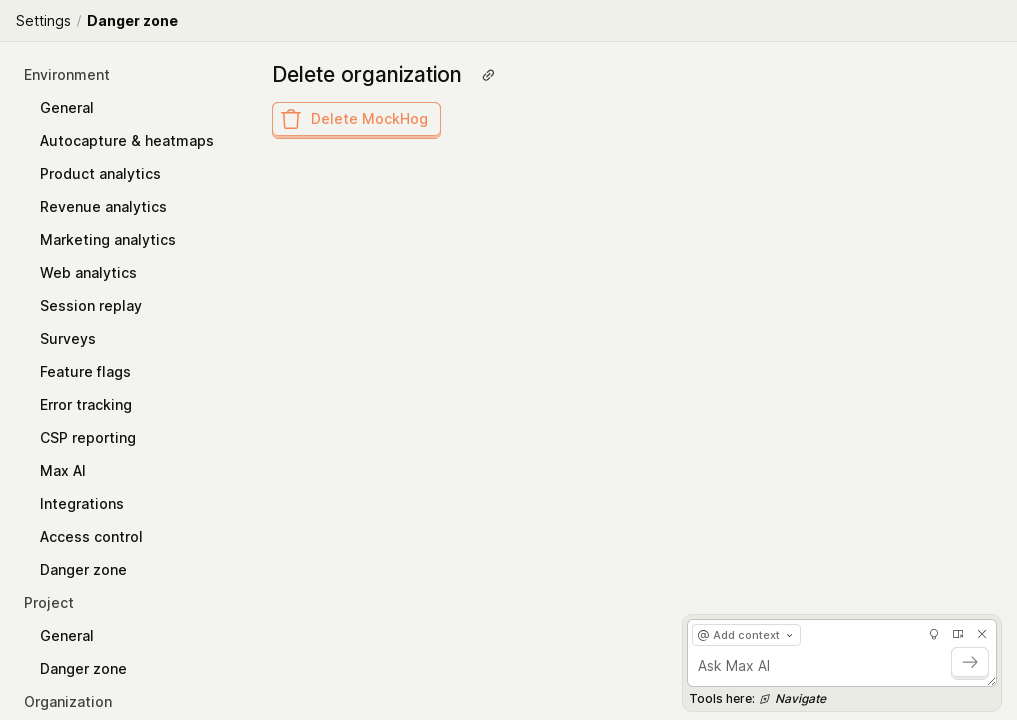 Settings / Danger zone
Environment
General
Autocapture & heatmaps
Product analytics
Revenue analytics
Marketing analytics
Web analytics
Session replay
Surveys
Feature flags
Error tracking
CSP reporting
Max AI
Integrations
Access control
Danger zone
Project
General
Danger zone
Organization
Delete organization
Delete MockHog
@ Add context
Ask Max AI
Tools here: Navigate